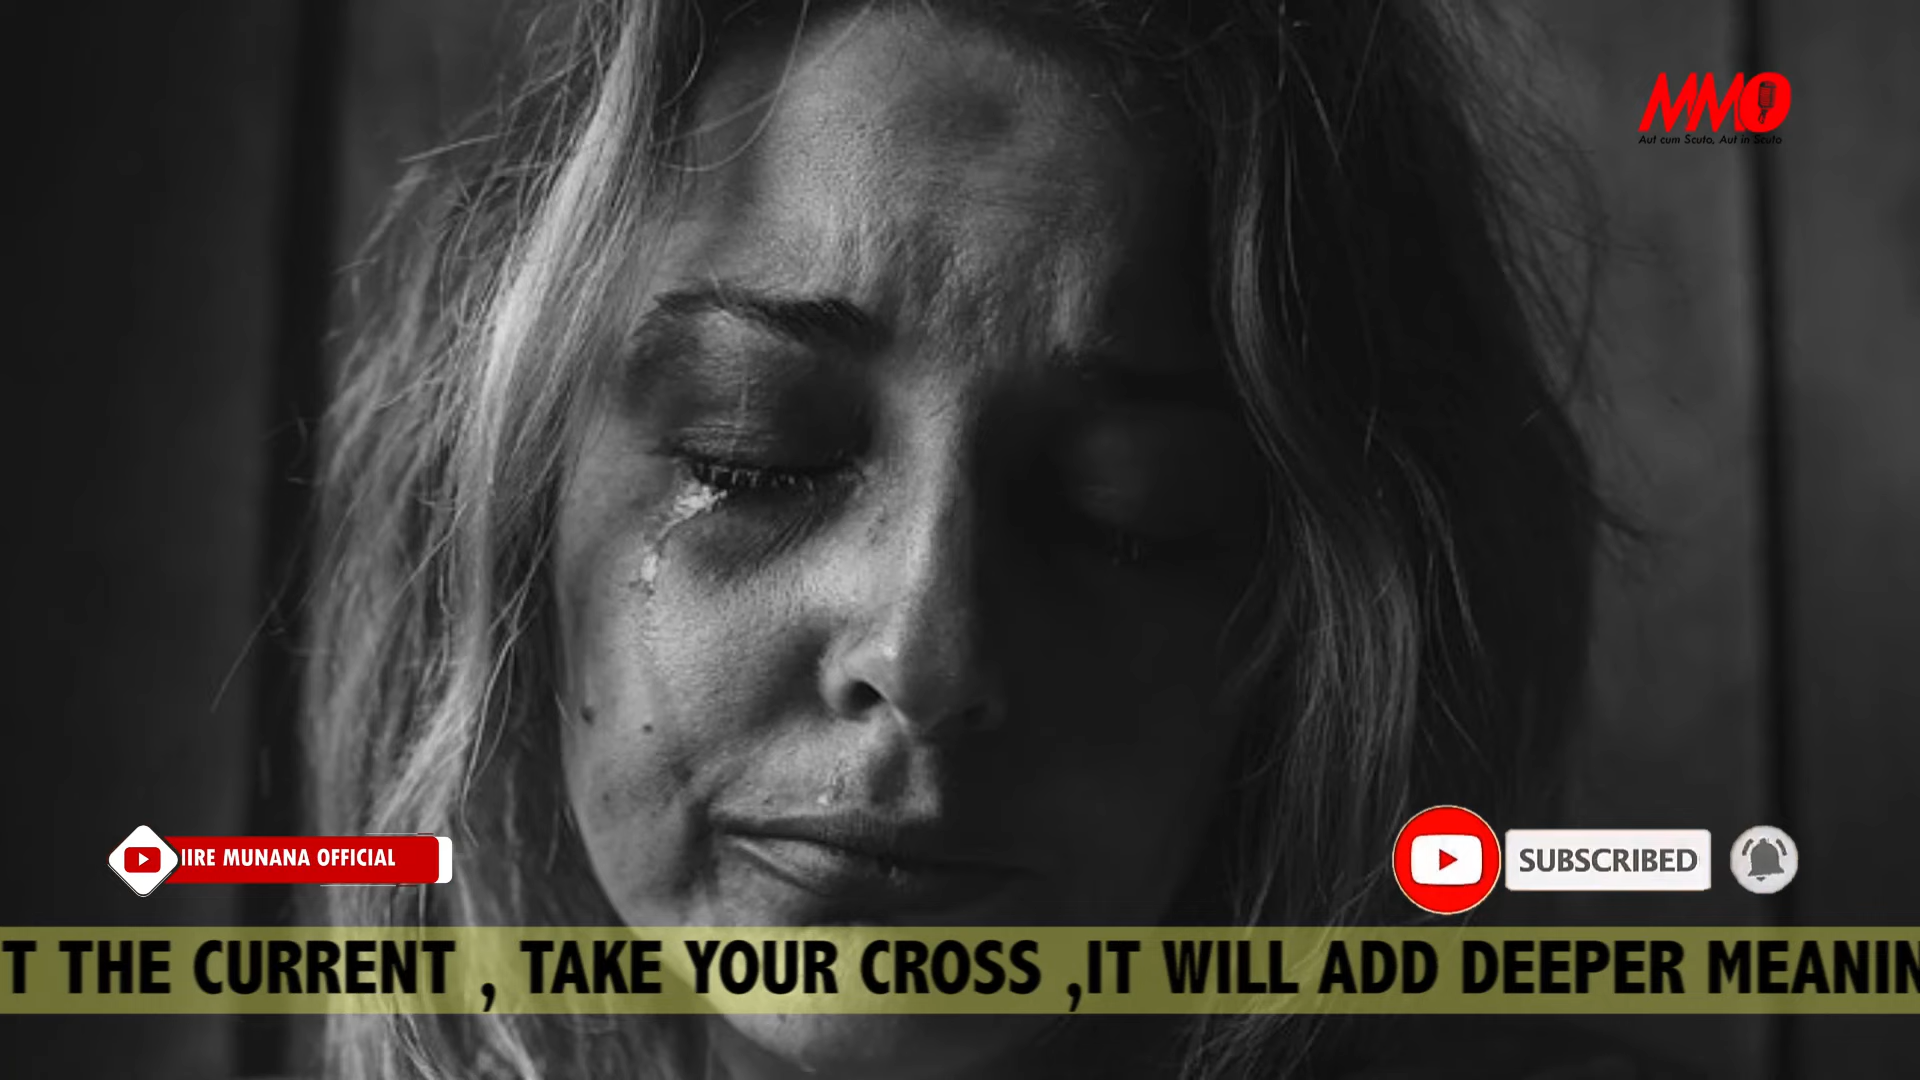 MMO
Aut cum Scuto, Aut in Scuto
IIRE MUNANA OFFICIAL
SUBSCRIBED
T THE CURRENT , TAKE YOUR CROSS ,IT WILL ADD DEEPER MEANIN